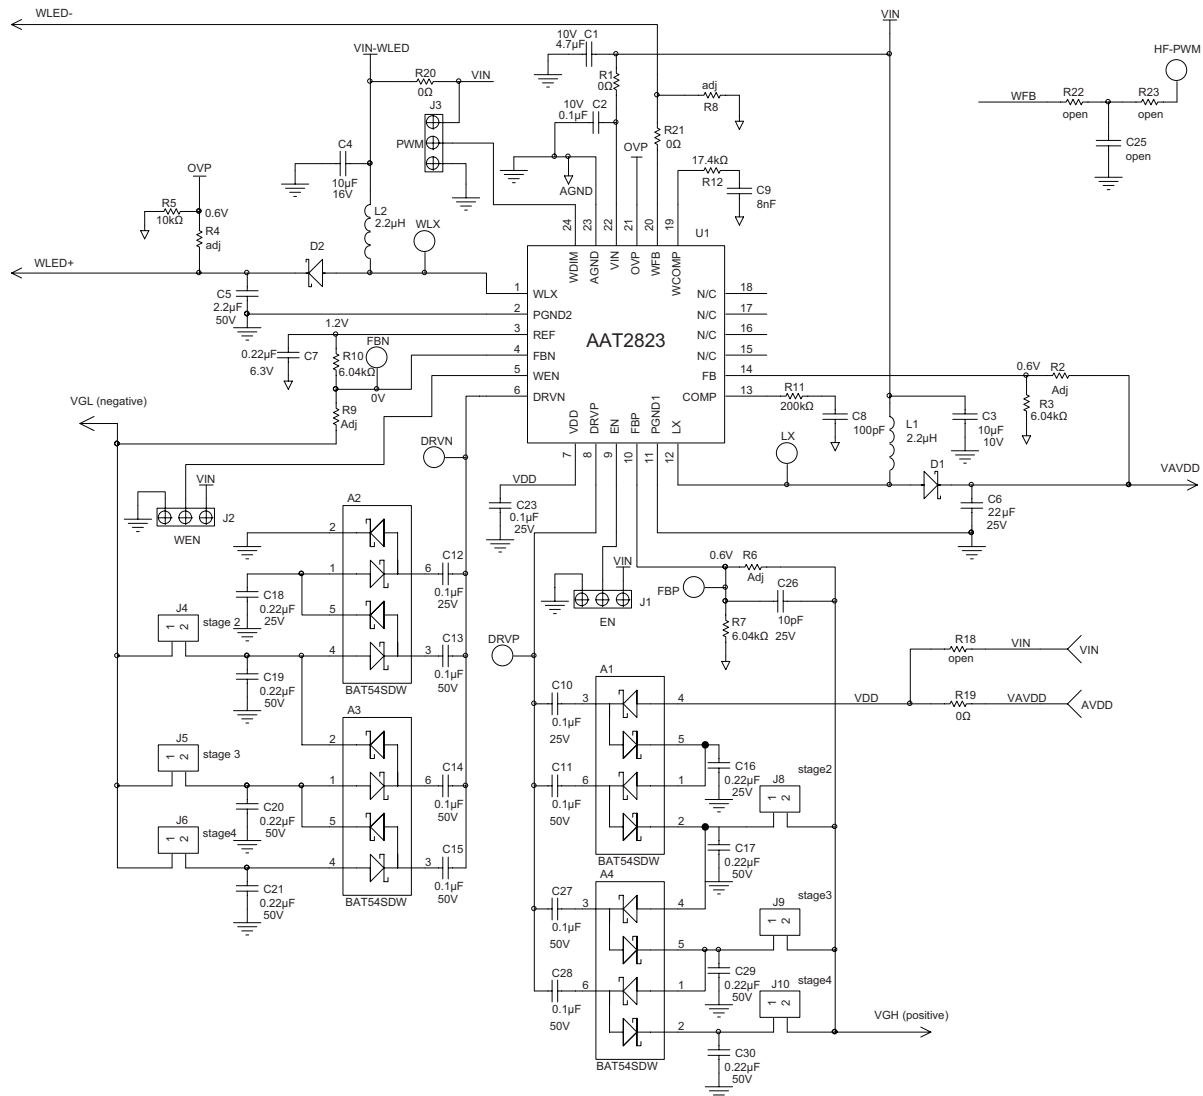 WLED-
VIN
10V C1
4.7µF
VIN-WLED
HF-PWM
R20
0Ω
VIN
R1
0Ω
adj
R8
WFB
R22
open
R23
open
J3
PWM
10V C2
0.1µF
R21
0Ω
OVP
C25
open
C4
10µF
16V
OVP
17.4kΩ
R12
C9
8nF
AGND
R5
10kΩ
0.6V
R4
adj
L2
2.2µH
WLX
D2
24
23
22
21
20
19
U1
WDIM
AGND
VIN
OVP
WFB
WCOMP
WLED+
C5
2.2µF
50V
1 WLX
2 PGND2
3 REF
4 FBN
5 WEN
6 DRVN
AAT2823
N/C 18
N/C 17
N/C 16
N/C 15
FB 14
COMP 13
1.2V
0.22µF C7
6.3V
R10
6.04kΩ
FBN
0V
R9
Adj
0.6V R2
Adj
R3
6.04kΩ
R11
200kΩ
C8
100pF
VGL (negative)
VDD
DRVP
EN
FBP
PGND1
LX
7
8
9
10
11
12
L1
2.2µH
C3
10µF
10V
LX
D1
VAVDD
DRVN
VDD
C23
0.1µF
25V
C6
22µF
25V
VIN
J2
WEN
A2
2
1
5
4
6
3
C12
0.1µF
25V
C13
0.1µF
50V
BAT54SDW
C18
0.22µF
25V
J4
1 2
stage 2
C19
0.22µF
50V
VIN
J1
EN
0.6V R6
Adj
FBP
C26
10pF
25V
R7
6.04kΩ
DRVP
R18
open
VIN
VIN
VDD
R19
0Ω
VAVDD
AVDD
A3
2
1
5
4
6
3
C14
0.1µF
50V
C15
0.1µF
50V
BAT54SDW
J5
1 2
stage 3
C20
0.22µF
50V
J6
1 2
stage4
C21
0.22µF
50V
A1
C10
0.1µF
25V
3
4
5
C11
0.1µF
50V
6
1
2
BAT54SDW
C16
0.22µF
25V
stage2
J8
1 2
C17
0.22µF
50V
A4
C27
0.1µF
50V
3
4
5
C28
0.1µF
50V
6
1
2
BAT54SDW
stage3
J9
1 2
C29
0.22µF
50V
stage4
J10
1 2
VGH (positive)
C30
0.22µF
50V